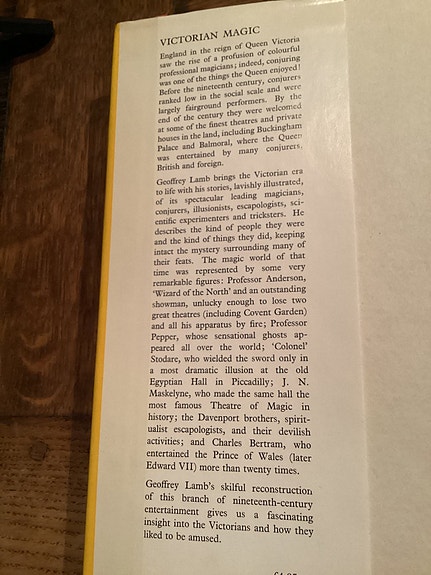 VICTORIAN MAGIC
England in the reign of Queen Victoria
saw the rise of a profusion of colourful
professional magicians; indeed, conjuring
was one of the things the Queen enjoyed!
Before the nineteenth century, conjurers
ranked low in the social scale and were
largely fairground performers. By the
end of the century they were welcomed
at some of the finest theatres and private
houses in the land, including Buckingham
Palace and Balmoral, where the Queen
was entertained by many conjurers,
British and foreign.
Geoffrey Lamb brings the Victorian era
to life with his stories, lavishly illustrated,
of its spectacular leading magicians,
conjurers, illusionists, escapologists, sci-
entific experimenters and tricksters. He
describes the kind of people they were
and the kind of things they did, keeping
intact the mystery surrounding many of
their feats. The magic world of that
time was represented by some very
remarkable figures: Professor Anderson,
'Wizard of the North' and an outstanding
showman, unlucky enough to lose two
great theatres (including Covent Garden)
and all his apparatus by fire; Professor
Pepper, whose sensational ghosts ap-
peared all over the world; 'Colonel'
Stodare, who wielded the sword only in
a most dramatic illusion at the old
Egyptian Hall in Piccadilly; J. N.
Maskelyne, who made the same hall the
most famous Theatre of Magic in
history; the Davenport brothers, spirit-
ualist escapologists, and their devilish
activities; and Charles Bertram, who
entertained the Prince of Wales (later
Edward VII) more than twenty times.
Geoffrey Lamb's skilful reconstruction
of this branch of nineteenth-century
entertainment gives us a fascinating
insight into the Victorians and how they
liked to be amused.